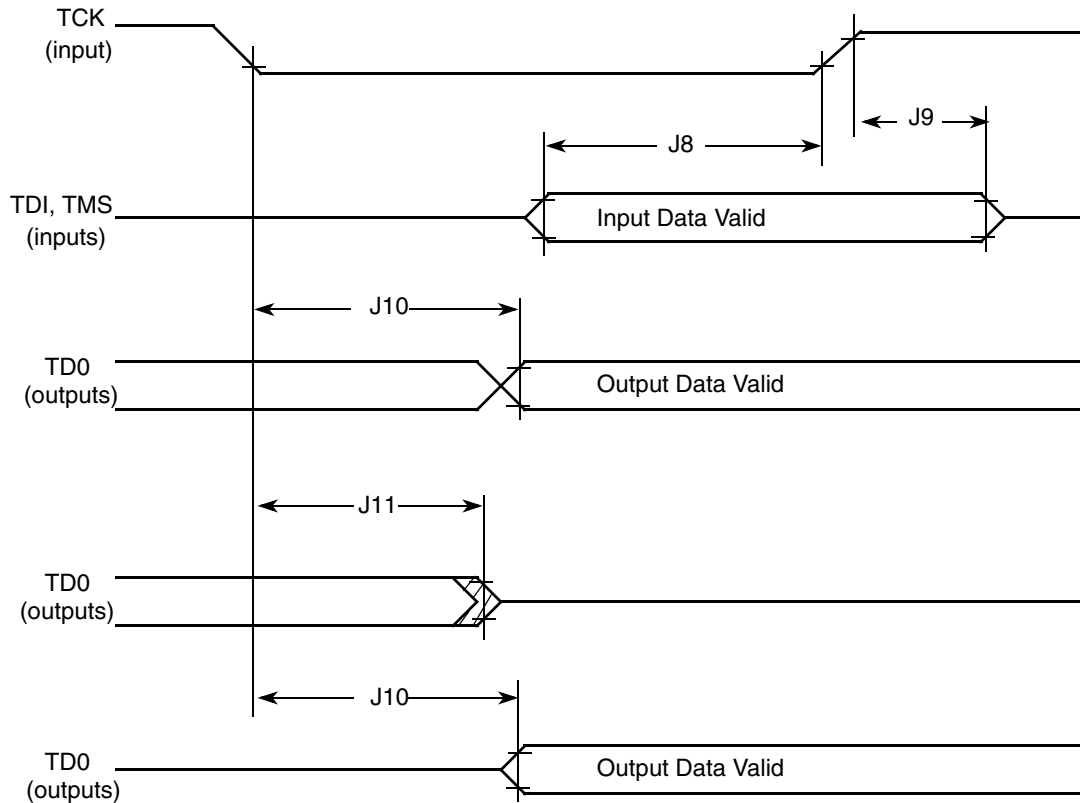 TCK
(input)
J9
J8
TDI, TMS
(inputs)
Input Data Valid
J10
TD0
(outputs)
Output Data Valid
J11
TD0
(outputs)
J10
TD0
(outputs)
Output Data Valid